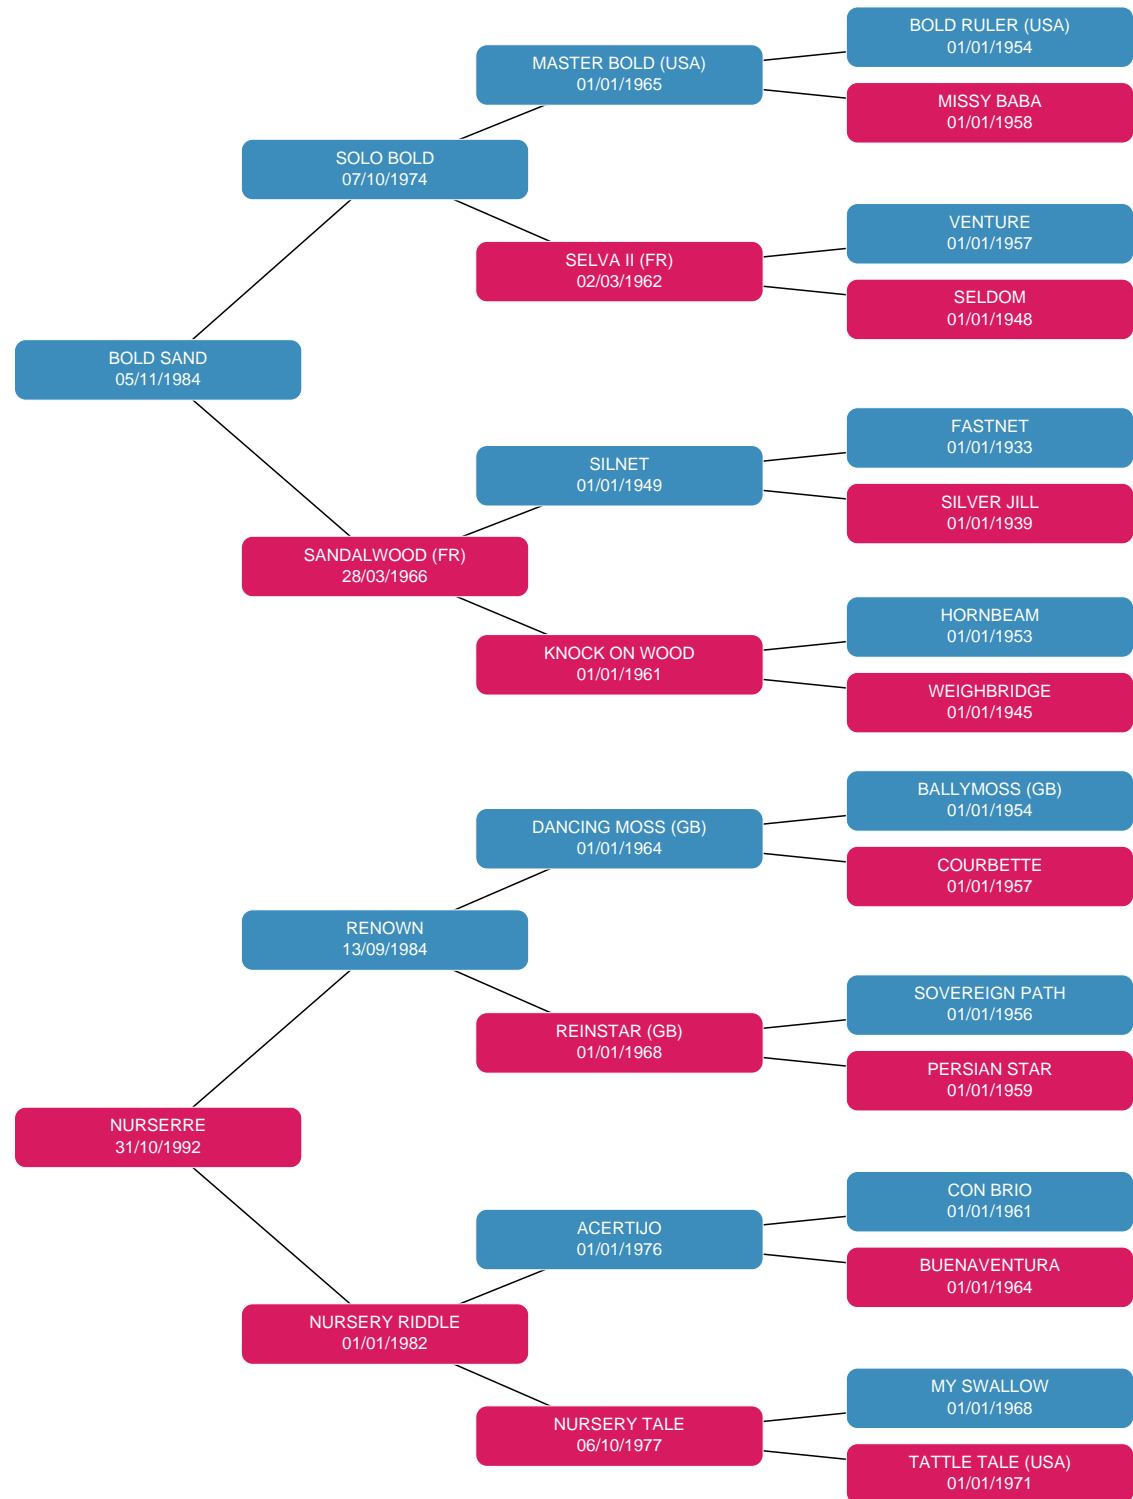 BOLD RULER (USA)
01/01/1954
MASTER BOLD (USA)
01/01/1965
MISSY BABA
01/01/1958
SOLO BOLD
07/10/1974
VENTURE
01/01/1957
SELVA II (FR)
02/03/1962
SELDOM
01/01/1948
BOLD SAND
05/11/1984
FASTNET
01/01/1933
SILNET
01/01/1949
SILVER JILL
01/01/1939
SANDALWOOD (FR)
28/03/1966
HORNBEAM
01/01/1953
KNOCK ON WOOD
01/01/1961
WEIGHBRIDGE
01/01/1945
BALLYMOSS (GB)
01/01/1954
DANCING MOSS (GB)
01/01/1964
COURBETTE
01/01/1957
RENOWN
13/09/1984
SOVEREIGN PATH
01/01/1956
REINSTAR (GB)
01/01/1968
PERSIAN STAR
01/01/1959
NURSERRE
31/10/1992
CON BRIO
01/01/1961
ACERTIJO
01/01/1976
BUENAVENTURA
01/01/1964
NURSERY RIDDLE
01/01/1982
MY SWALLOW
01/01/1968
NURSERY TALE
06/10/1977
TATTLE TALE (USA)
01/01/1971